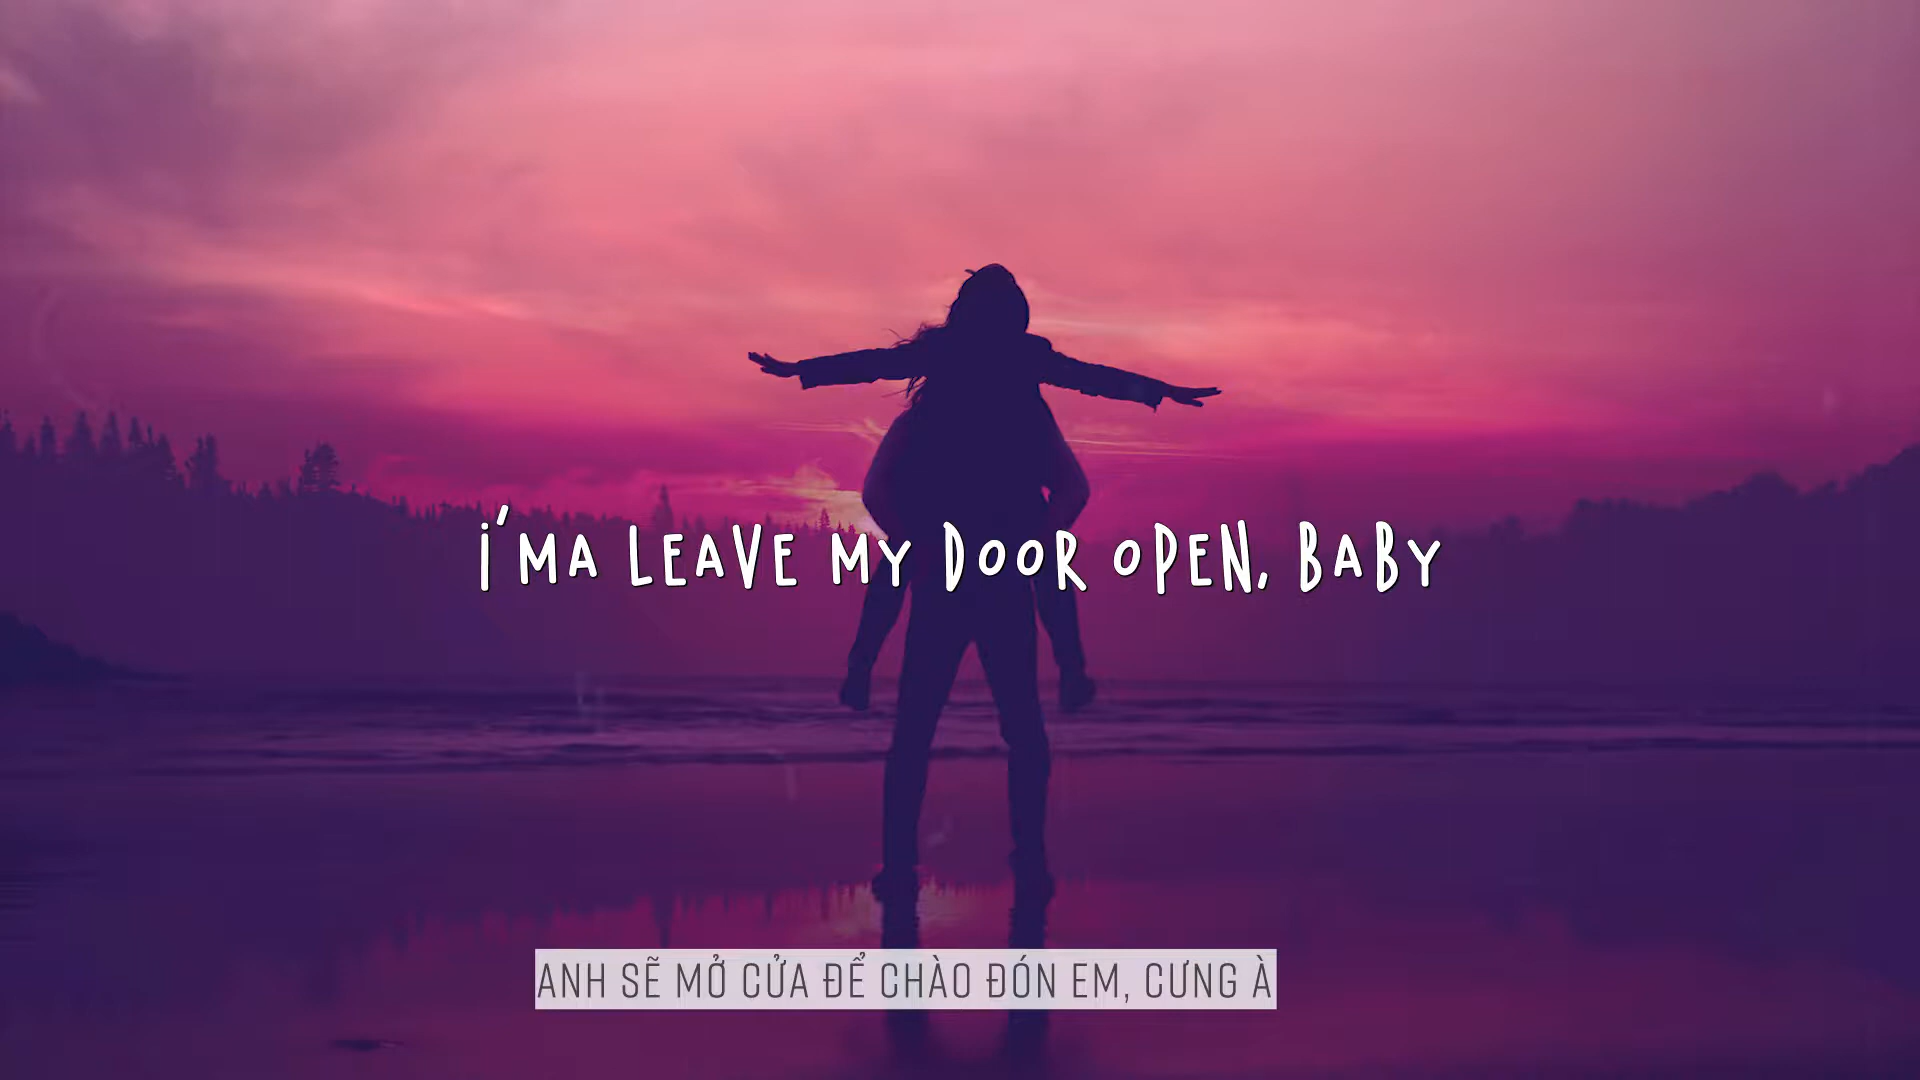 I'MA LEAVE MY DOOR OPEN, BABY
ANH SẼ MỞ CỬA ĐỂ CHÀO ĐÓN EM, CƯNG À